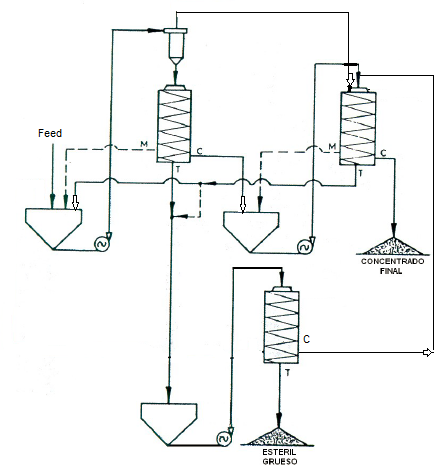 Feed
M
C
T
M
C
T
CONCENTRADO
FINAL
C
T
ESTERIL
GRUESO